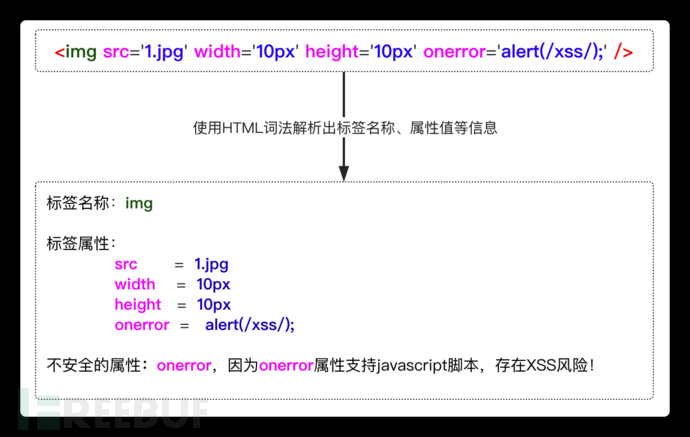 <img src='1.jpg' width='10px' height='10px' onerror='alert(/xss/);' />
使用HTML词法解析出标签名称、属性值等信息
标签名称：img
标签属性：
src = 1.jpg
width = 10px
height = 10px
onerror = alert(/xss/);
不安全的属性：onerror，因为onerror属性支持javascript脚本，存在XSS风险！
FREEBUF